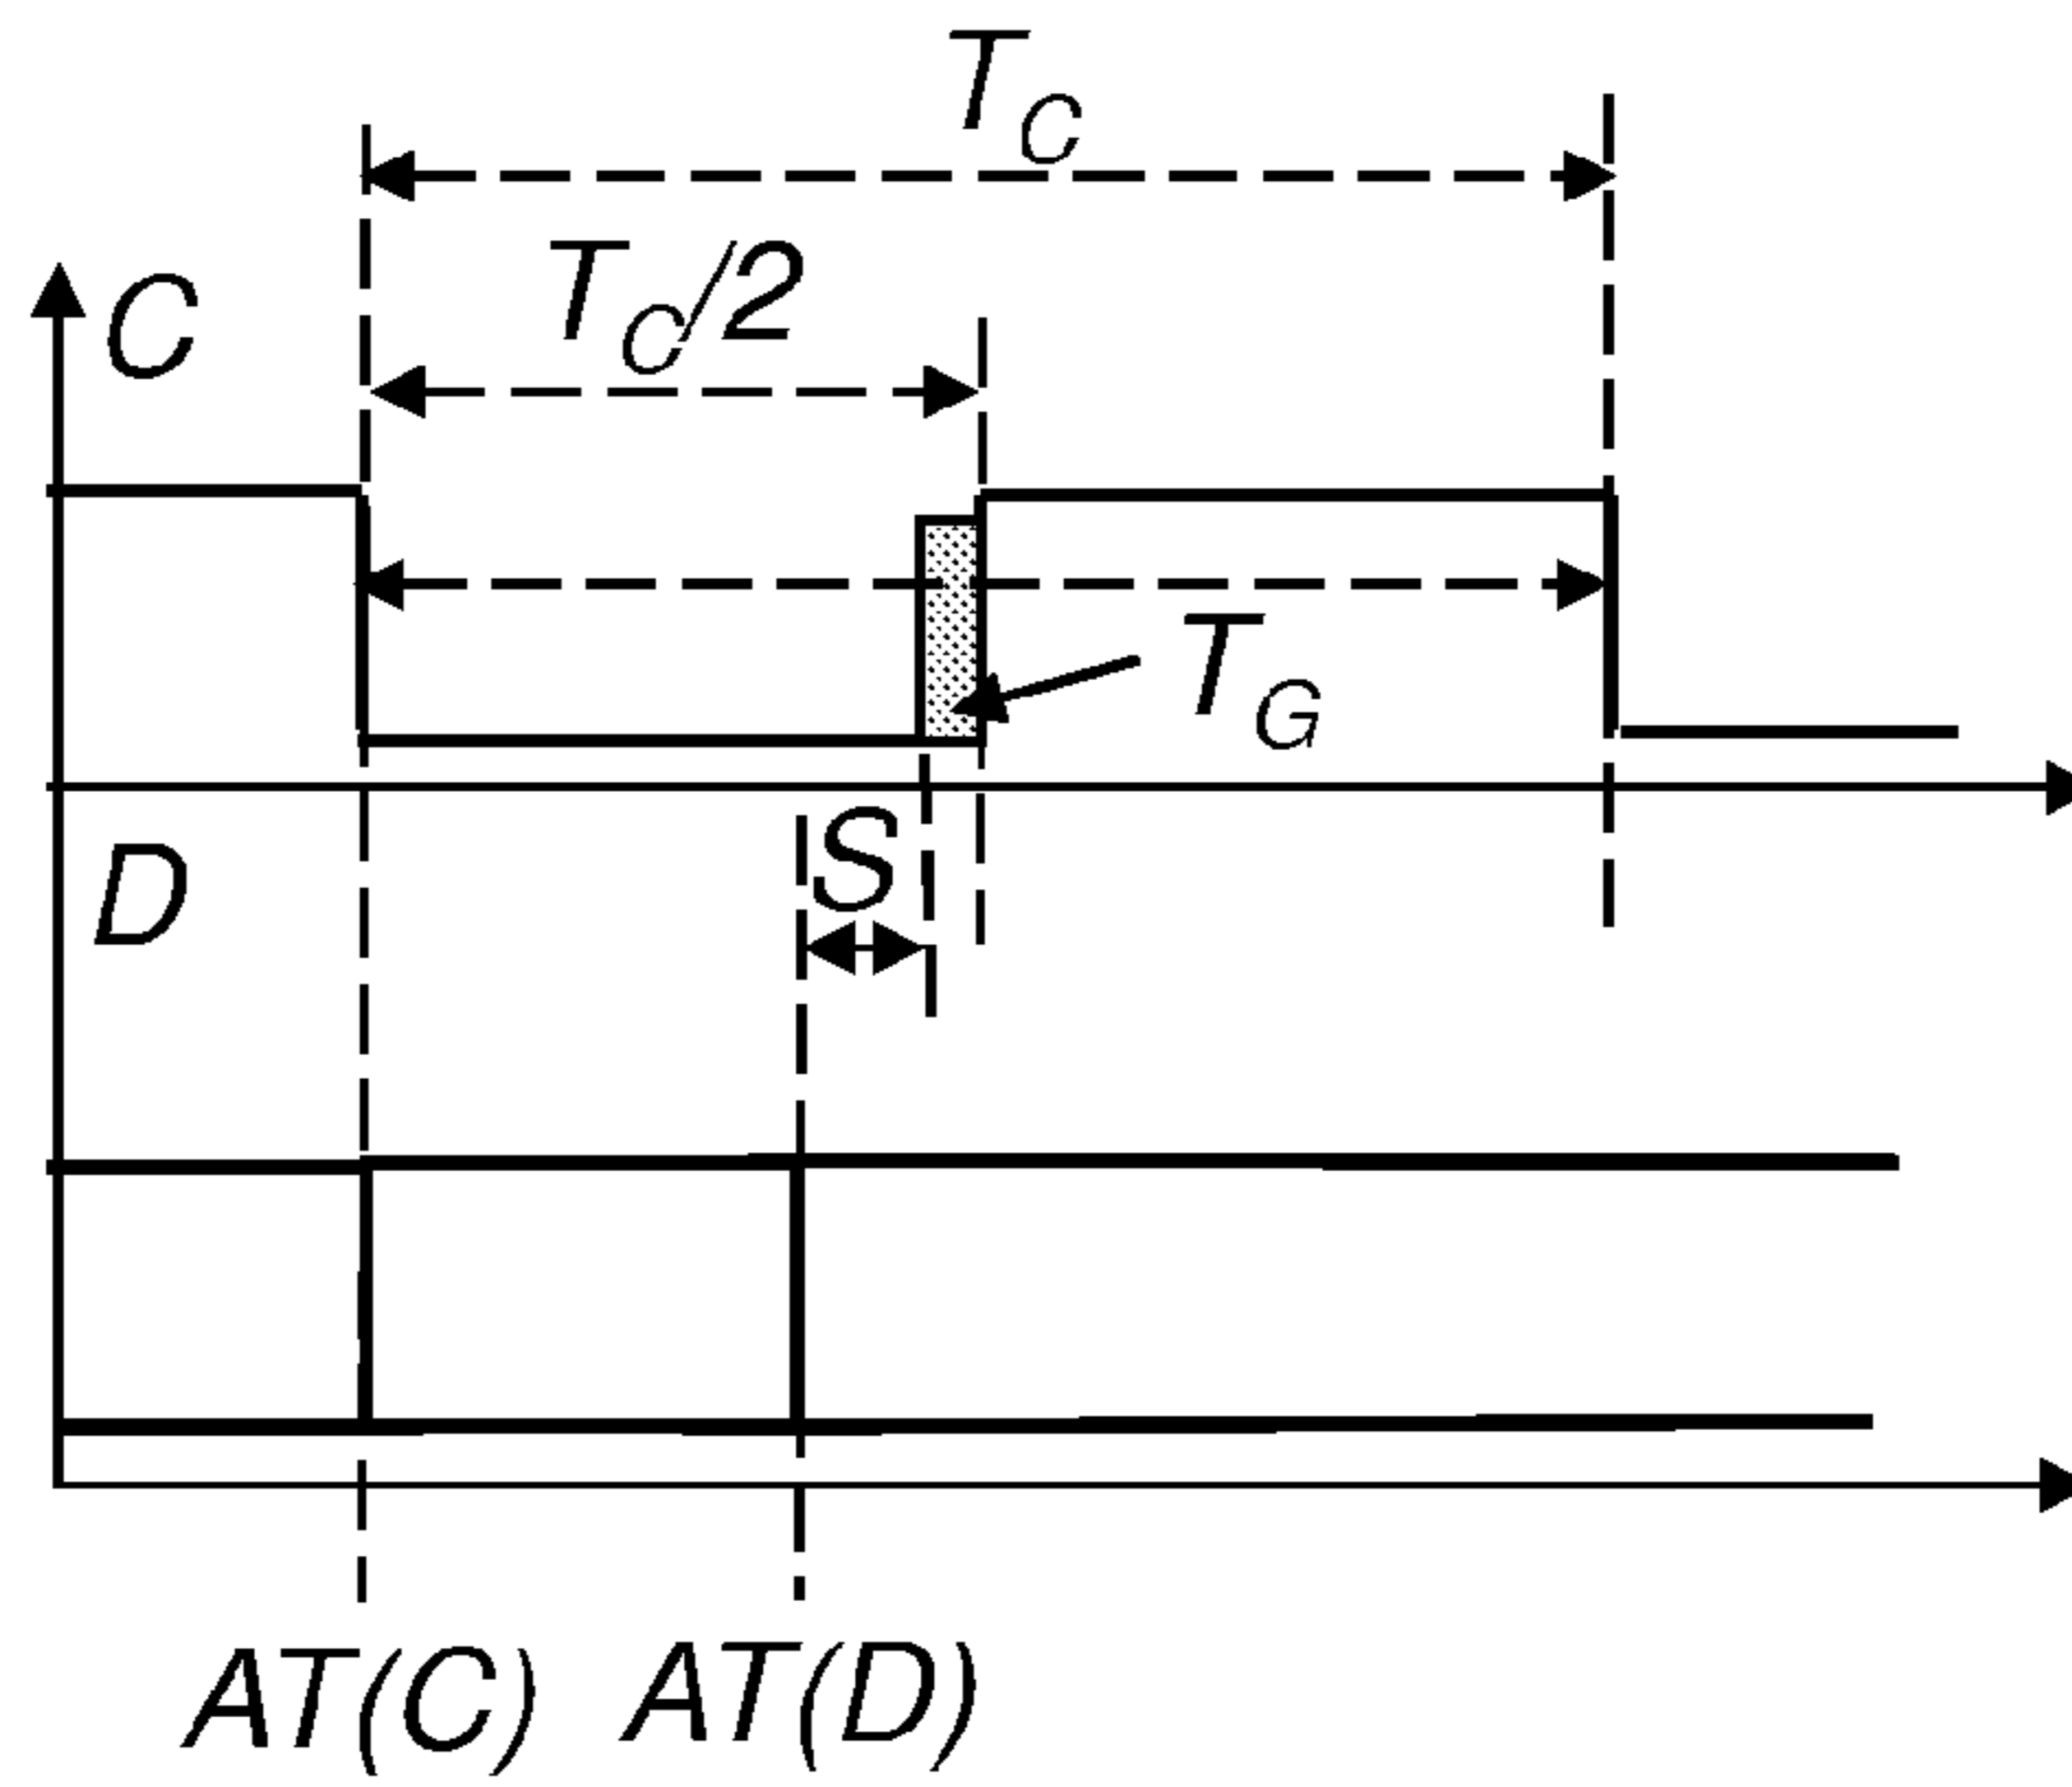 T_C
T_C/2
C
T_G
S
D
AT(C)
AT(D)